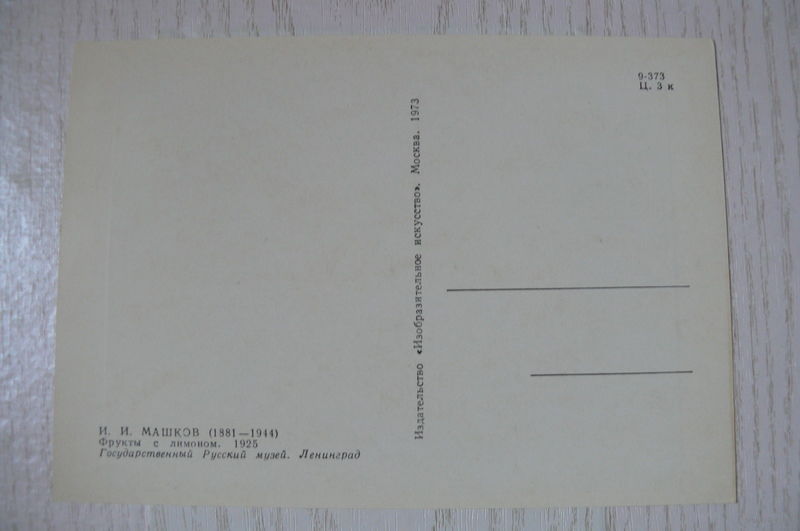 9-373
Ц. 3 к
Издательство «Изобразительное искусство». Москва. 1973
И. И. МАШКОВ (1881—1944)
Фрукты с лимоном. 1925
Государственный Русский музей. Ленинград